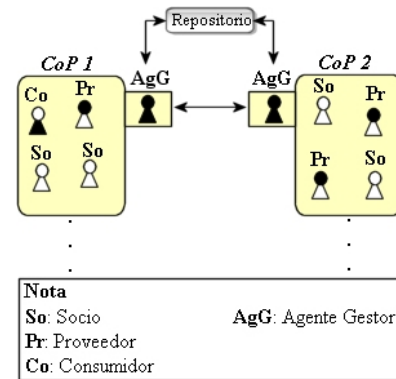 Repositorio
CoP 1
AgG
AgG
CoP 2
Co
Pr
So
Pr
So
So
Pr
So
Nota
So: Socio
AgG: Agente Gestor
Pr: Proveedor
Co: Consumidor